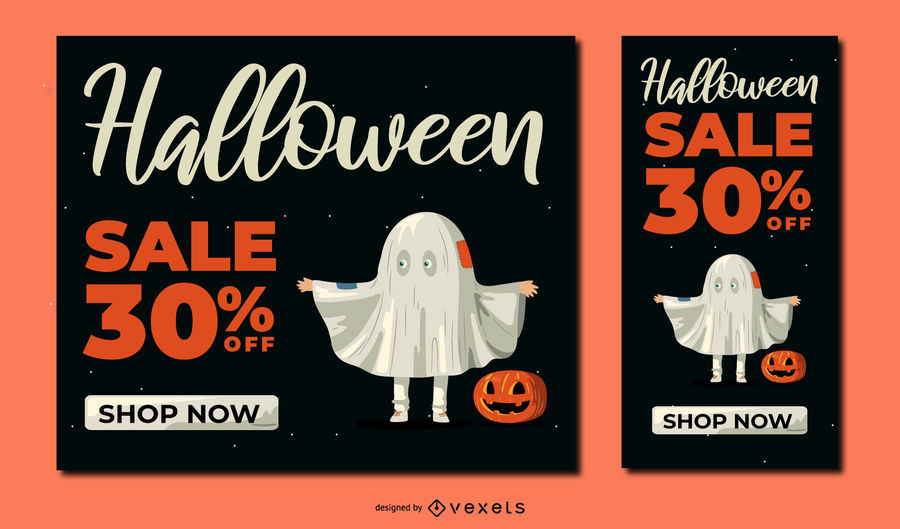 Halloween
SALE
30%
OFF
SHOP NOW
Halloween
SALE
30%
OFF
SHOP NOW
designed by vexels